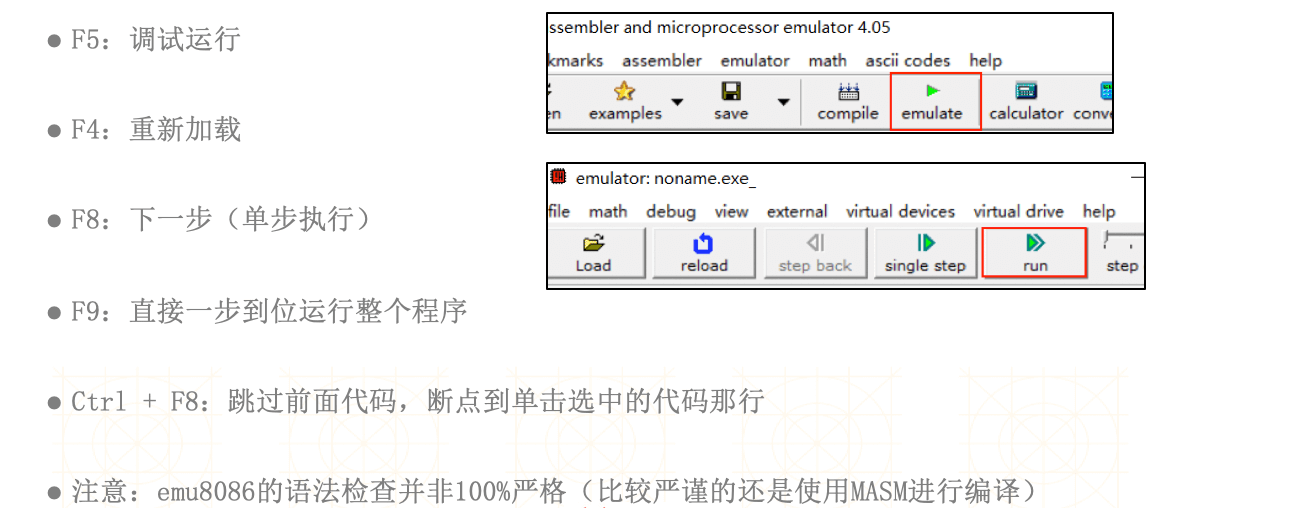 ● F5：调试运行
ssembler and microprocessor emulator 4.05
kmarks assembler emulator math ascii codes help
en examples save compile emulate calculator conve
● F4：重新加载
emulator: noname.exe_
● F8：下一步（单步执行）
file math debug view external virtual devices virtual drive help
Load reload step back single step run step
● F9：直接一步到位运行整个程序
● Ctrl + F8：跳过前面代码，断点到单击选中的代码那行
● 注意：emu8086的语法检查并非100%严格（比较严谨的还是使用MASM进行编译）